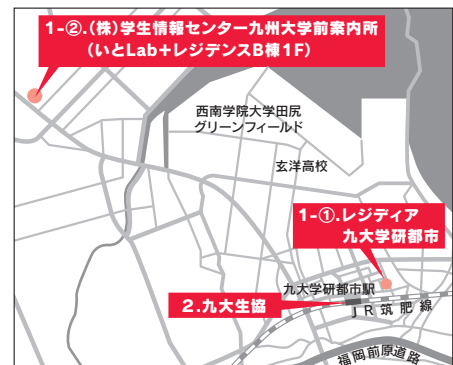 1-②.(株)学生情報センター九州大学前案内所
(いとLab+レジデンスB棟1F)
西南学院大学田尻
グリーンフィールド
玄洋高校
1-①.レジディア
九大学研都市
九大学研都市駅
2.九大生協
JR筑肥線
福岡前原道路